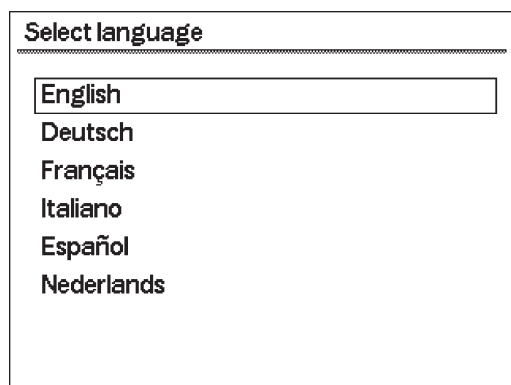 Select language
English
Deutsch
Français
Italiano
Español
Nederlands